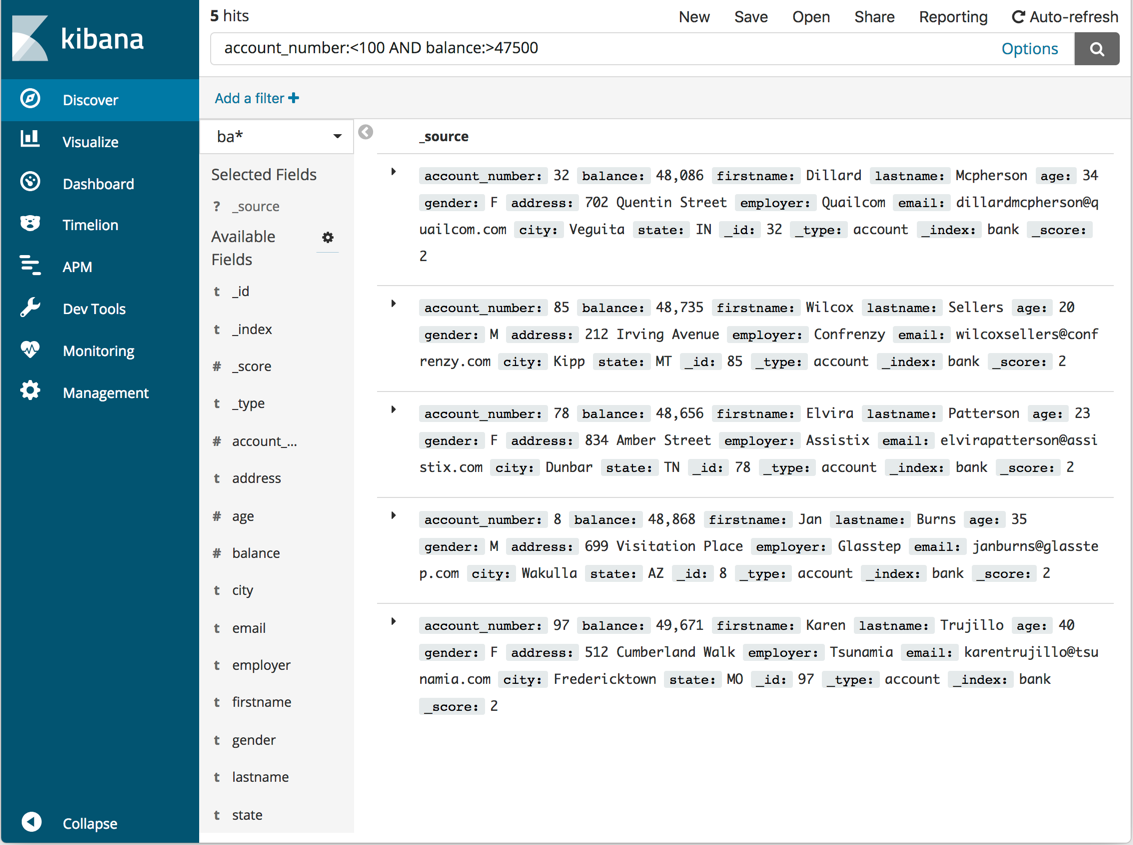 kibana
Discover
Visualize
Dashboard
Timelion
APM
Dev Tools
Monitoring
Management
Collapse
5 hits
New Save Open Share Reporting Auto-refresh
account_number:<100 AND balance:>47500 Options
Add a filter +
ba*
Selected Fields
? _source
Available
Fields
t _id
t _index
# _score
t _type
# account_...
t address
# age
# balance
t city
t email
t employer
t firstname
t gender
t lastname
t state
_source
account_number: 32 balance: 48,086 firstname: Dillard lastname: Mcpherson age: 34
gender: F address: 702 Quentin Street employer: Quailcom email: dillardmcpherson@q
uailcom.com city: Veguita state: IN _id: 32 _type: account _index: bank _score:
2
account_number: 85 balance: 48,735 firstname: Wilcox lastname: Sellers age: 20
gender: M address: 212 Irving Avenue employer: Confrenzy email: wilcoxsellers@conf
renzy.com city: Kipp state: MT _id: 85 _type: account _index: bank _score: 2
account_number: 78 balance: 48,656 firstname: Elvira lastname: Patterson age: 23
gender: F address: 834 Amber Street employer: Assistix email: elvirapatterson@assi
stix.com city: Dunbar state: TN _id: 78 _type: account _index: bank _score: 2
account_number: 8 balance: 48,868 firstname: Jan lastname: Burns age: 35
gender: M address: 699 Visitation Place employer: Glasstep email: janburns@glasste
p.com city: Wakulla state: AZ _id: 8 _type: account _index: bank _score: 2
account_number: 97 balance: 49,671 firstname: Karen lastname: Trujillo age: 40
gender: F address: 512 Cumberland Walk employer: Tsunamia email: karentrujillo@tsu
namia.com city: Fredericktown state: MO _id: 97 _type: account _index: bank
_score: 2